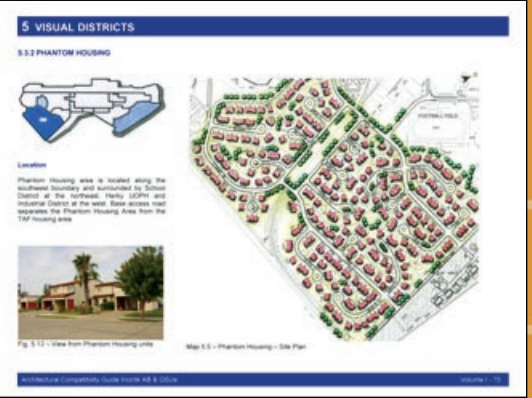 5 VISUAL DISTRICTS
5.3.2 PHANTOM HOUSING
FOOTBALL FIELD
Location
Phantom Housing area is located along the
southwest boundary and surrounded by School
District at the northeast, Herky UOPH and
Industrial District at the west. Base access road
separates the Phantom Housing Area from the
TAF housing area.
Fig. 5.13 – View from Phantom Housing units
Map 5.5 – Phantom Housing – Site Plan
Architectural Compatibility Guide Incirlik AB & GSUs
Volume I - 75